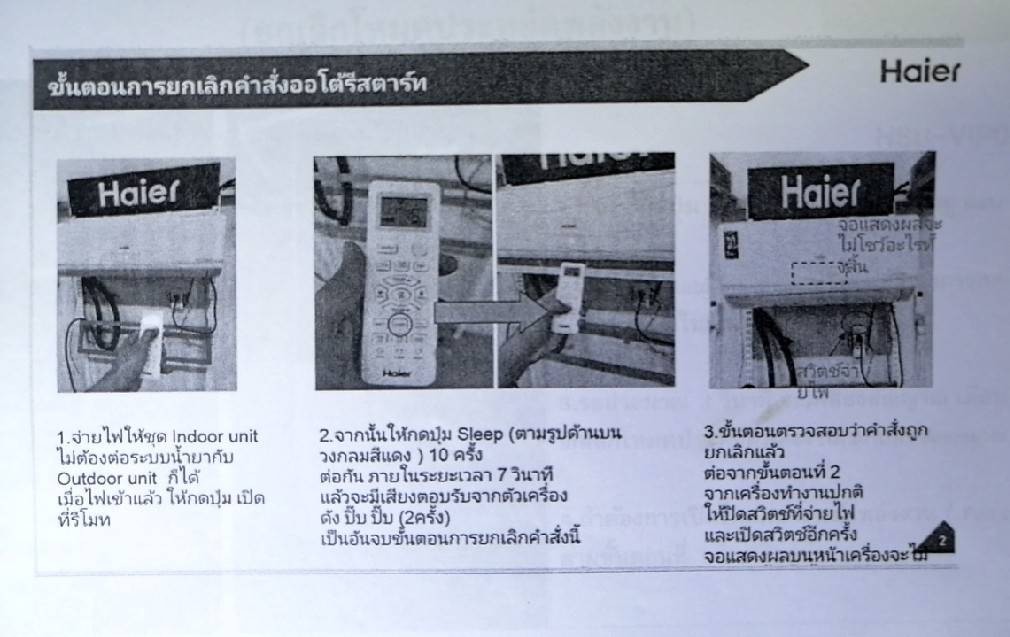 ขั้นตอนการยกเลิกคำสั่งออโต้รีสตาร์ท
Haier
Haier
Haier
Haier
จอแสดงผลจะ
ไม่โชว์อะไรทั้
งสิ้น
สวิตช์จ่า
ยไฟ
1.จ่ายไฟให้ชุด Indoor unit
ไม่ต้องต่อระบบน้ำยากับ
Outdoor unit ก็ได้
เมื่อไฟเข้าแล้ว ให้กดปุ่ม เปิด
ที่รีโมท
2.จากนั้นให้กดปุ่ม Sleep (ตามรูปด้านบน
วงกลมสีแดง ) 10 ครั้ง
ต่อกัน ภายในระยะเวลา 7 วินาที
แล้วจะมีเสียงตอบรับจากตัวเครื่อง
ดัง ปี๊บ ปี๊บ (2ครั้ง)
เป็นอันจบขั้นตอนการยกเลิกคำสั่งนี้
3.ขั้นตอนตรวจสอบว่าคำสั่งถูก
ยกเลิกแล้ว
ต่อจากขั้นตอนที่ 2
จากเครื่องทำงานปกติ
ให้ปิดสวิตช์ที่จ่ายไฟ
และเปิดสวิตช์อีกครั้ง
จอแสดงผลบนหน้าเครื่องจะไม่
2